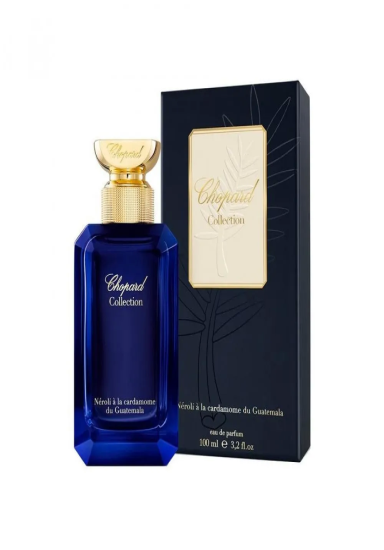 Chopard
Chopard
Collection
Néroli à la cardamome
du Guatemala
Chopard
Collection
Néroli à la cardamome du Guatemala
eau de parfum
100 ml e 3,2 fl.oz